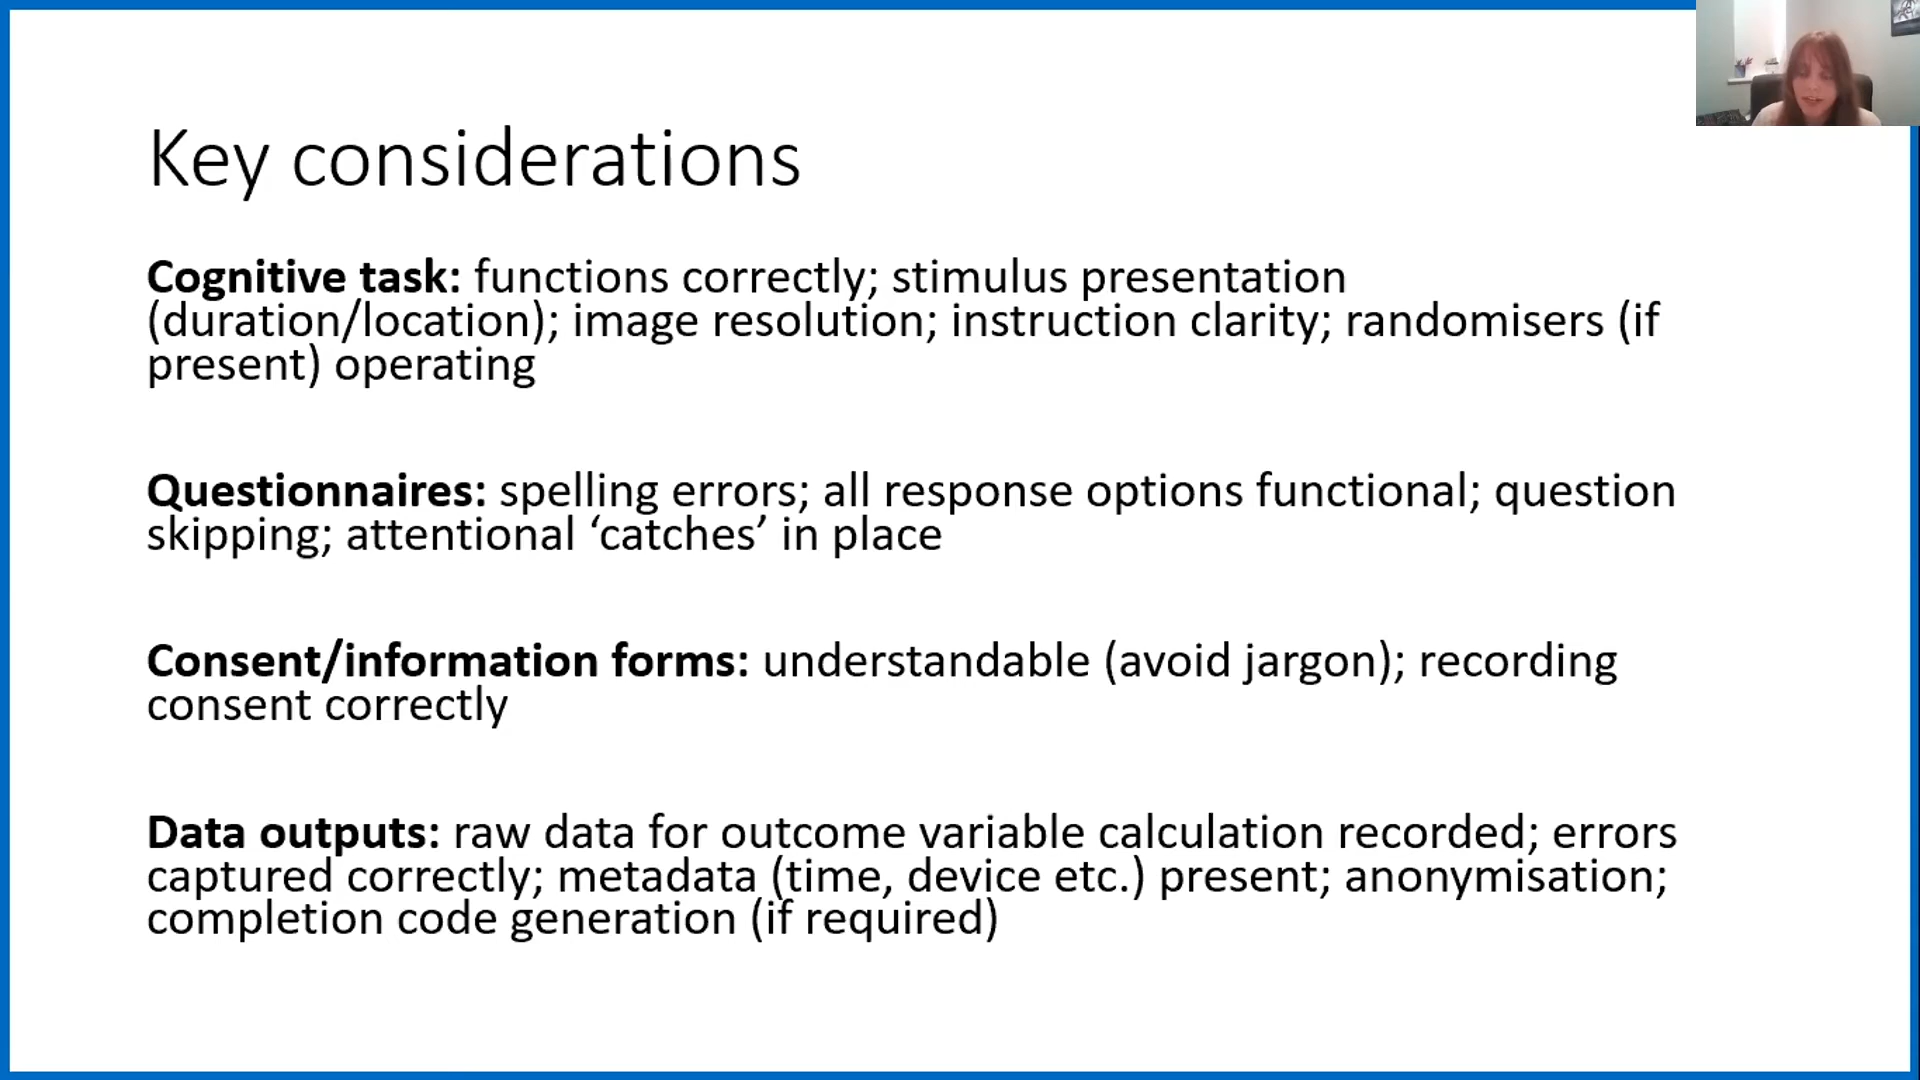 Key considerations
Cognitive task: functions correctly; stimulus presentation
(duration/location); image resolution; instruction clarity; randomisers (if
present) operating
Questionnaires: spelling errors; all response options functional; question
skipping; attentional ‘catches’ in place
Consent/information forms: understandable (avoid jargon); recording
consent correctly
Data outputs: raw data for outcome variable calculation recorded; errors
captured correctly; metadata (time, device etc.) present; anonymisation;
completion code generation (if required)